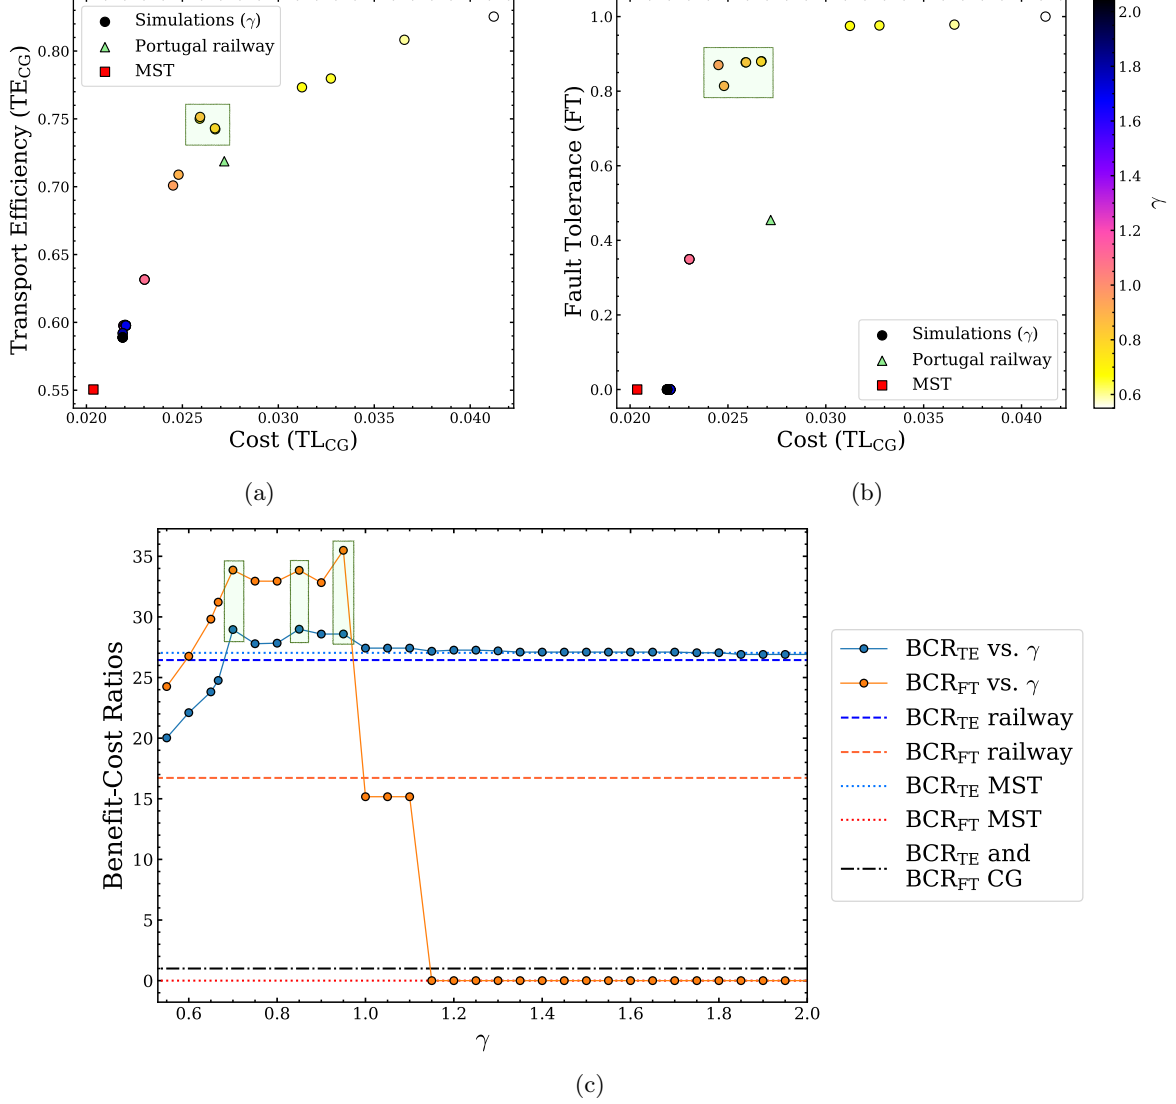 Transport Efficiency (TE_CG)
0.80
0.75
0.70
0.65
0.60
0.55
Simulations (γ)
Portugal railway
MST
0.020
0.025
0.030
0.035
0.040
Cost (TL_CG)
(a)
Fault Tolerance (FT)
1.0
0.8
0.6
0.4
0.2
0.0
Simulations (γ)
Portugal railway
MST
0.020
0.025
0.030
0.035
0.040
Cost (TL_CG)
(b)
2.0
1.8
1.6
1.4
1.2
1.0
0.8
0.6
γ
Benefit-Cost Ratios
35
30
25
20
15
10
5
0
0.6
0.8
1.0
1.2
1.4
1.6
1.8
2.0
γ
BCR_TE vs. γ
BCR_FT vs. γ
BCR_TE railway
BCR_FT railway
BCR_TE MST
BCR_FT MST
BCR_TE and
BCR_FT CG
(c)